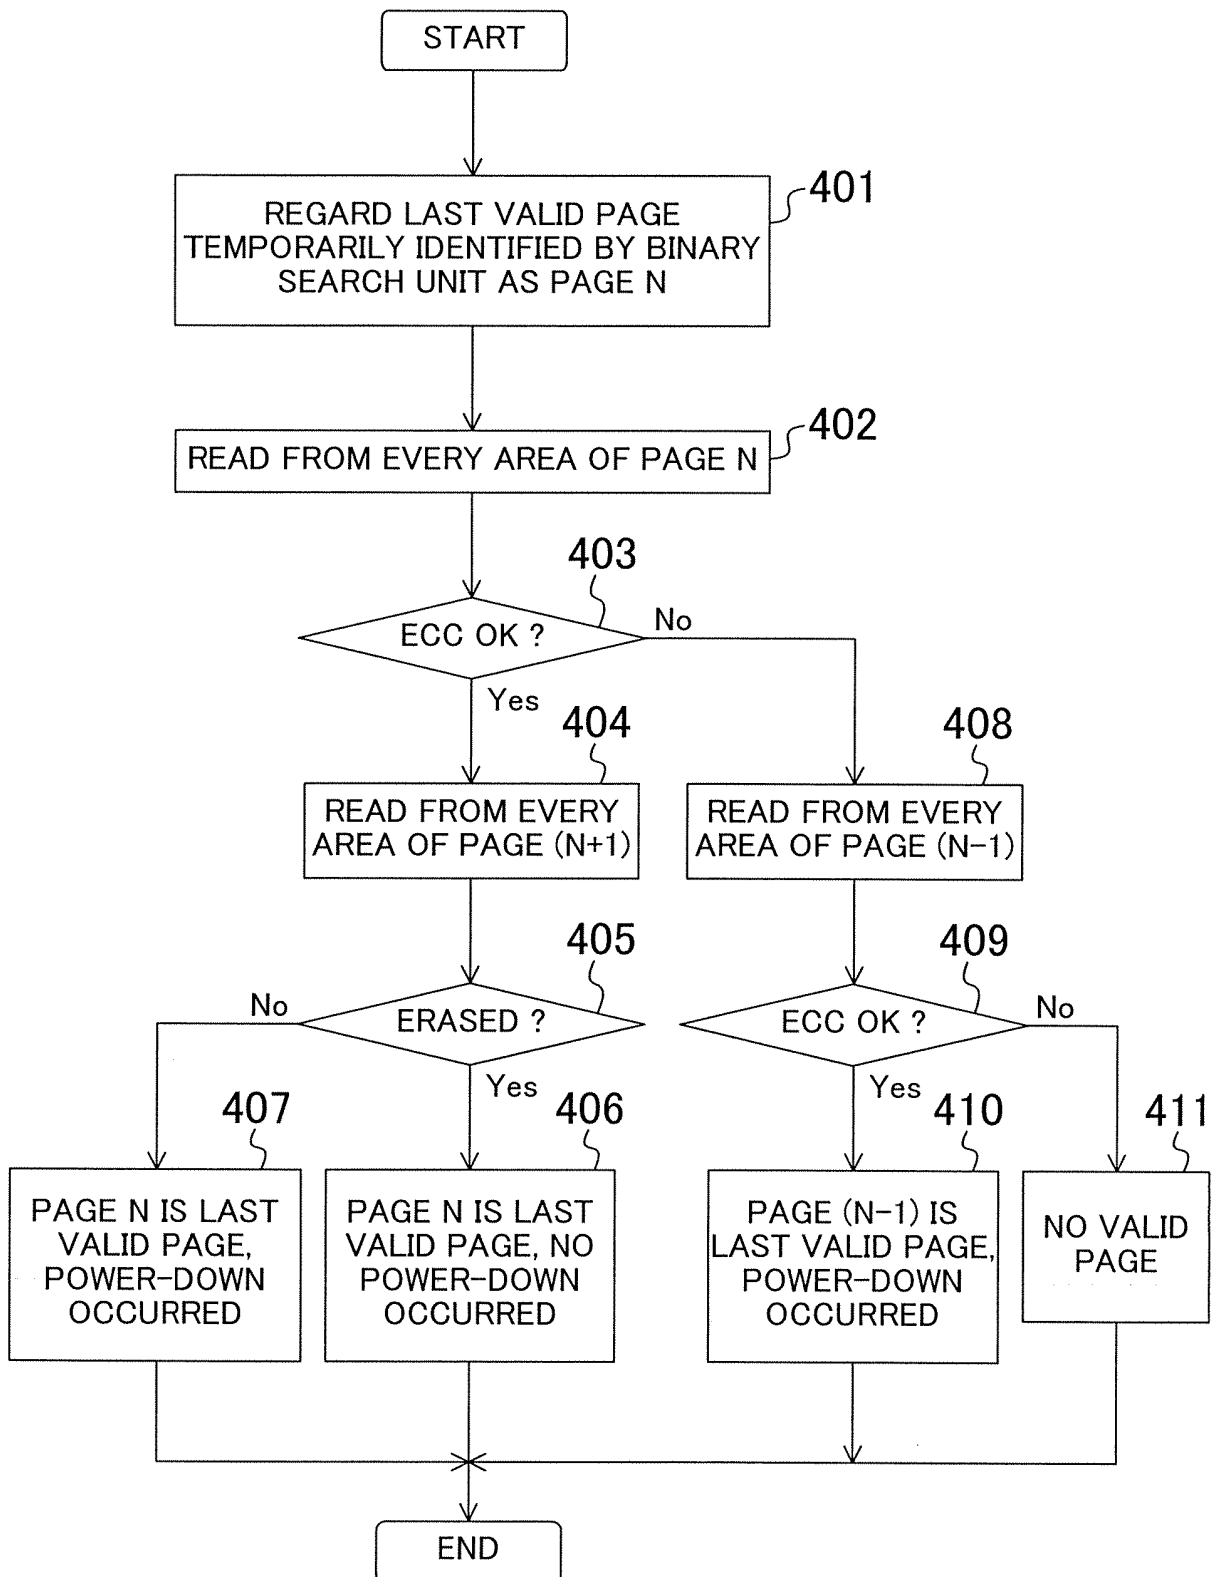 START
401
REGARD LAST VALID PAGE
TEMPORARILY IDENTIFIED BY BINARY
SEARCH UNIT AS PAGE N
402
READ FROM EVERY AREA OF PAGE N
403
ECC OK ?
No
Yes
404
READ FROM EVERY
AREA OF PAGE (N+1)
408
READ FROM EVERY
AREA OF PAGE (N-1)
405
ERASED ?
No
Yes
409
ECC OK ?
No
Yes
407
PAGE N IS LAST
VALID PAGE,
POWER-DOWN
OCCURRED
406
PAGE N IS LAST
VALID PAGE, NO
POWER-DOWN
OCCURRED
410
PAGE (N-1) IS
LAST VALID PAGE,
POWER-DOWN
OCCURRED
411
NO VALID
PAGE
END